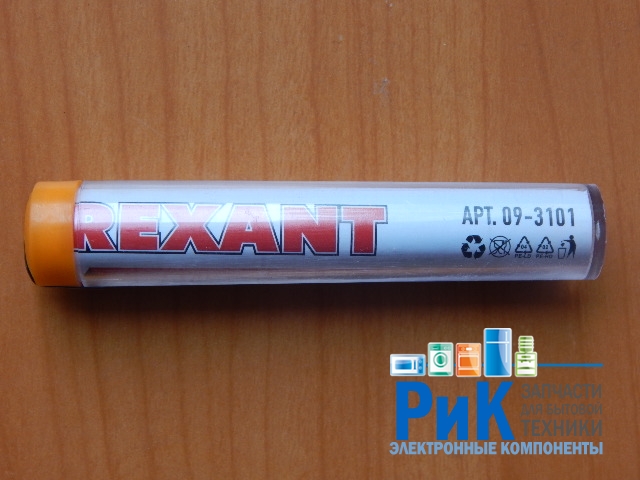 REXANT
АРТ. 09-3101
РиК
ЗАПЧАСТИ
ДЛЯ БЫТОВОЙ
ТЕХНИКИ
ЭЛЕКТРОННЫЕ КОМПОНЕНТЫ